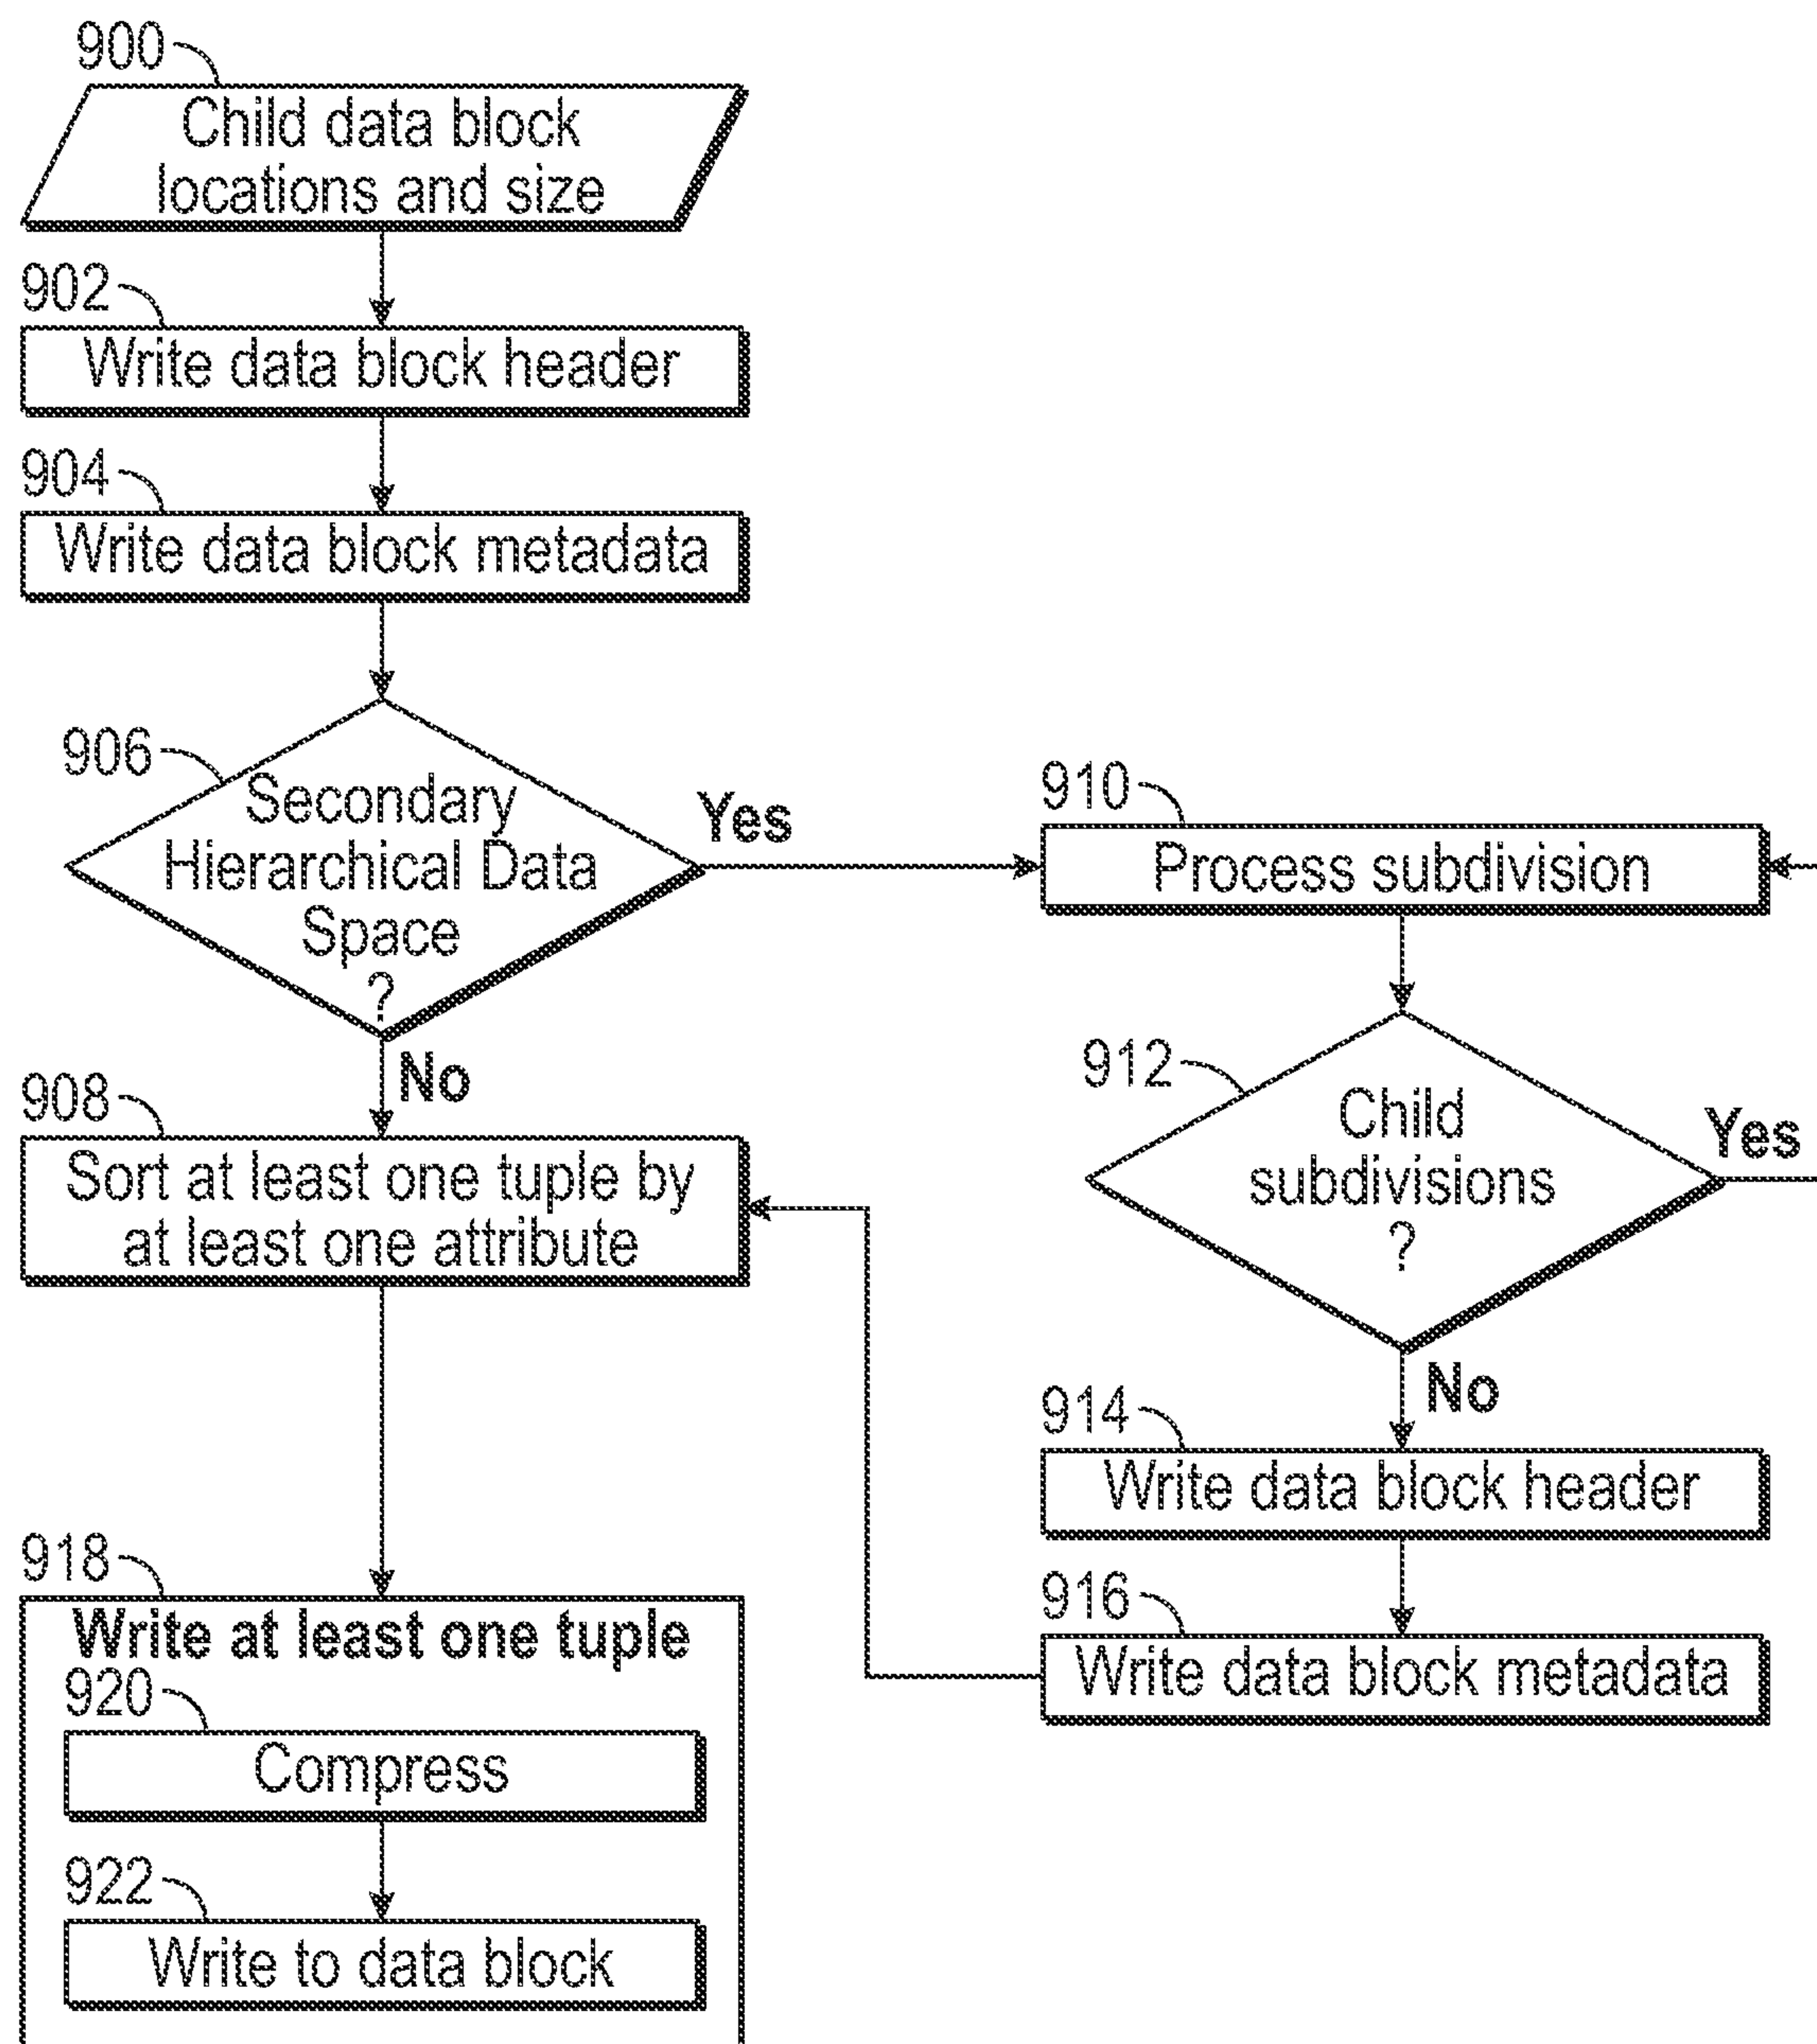 900
Child data block
locations and size
902
Write data block header
904
Write data block metadata
906
Secondary
Hierarchical Data
Space
?
Yes
No
908
Sort at least one tuple by
at least one attribute
910
Process subdivision
912
Child
subdivisions
?
Yes
No
914
Write data block header
916
Write data block metadata
918
Write at least one tuple
920
Compress
922
Write to data block